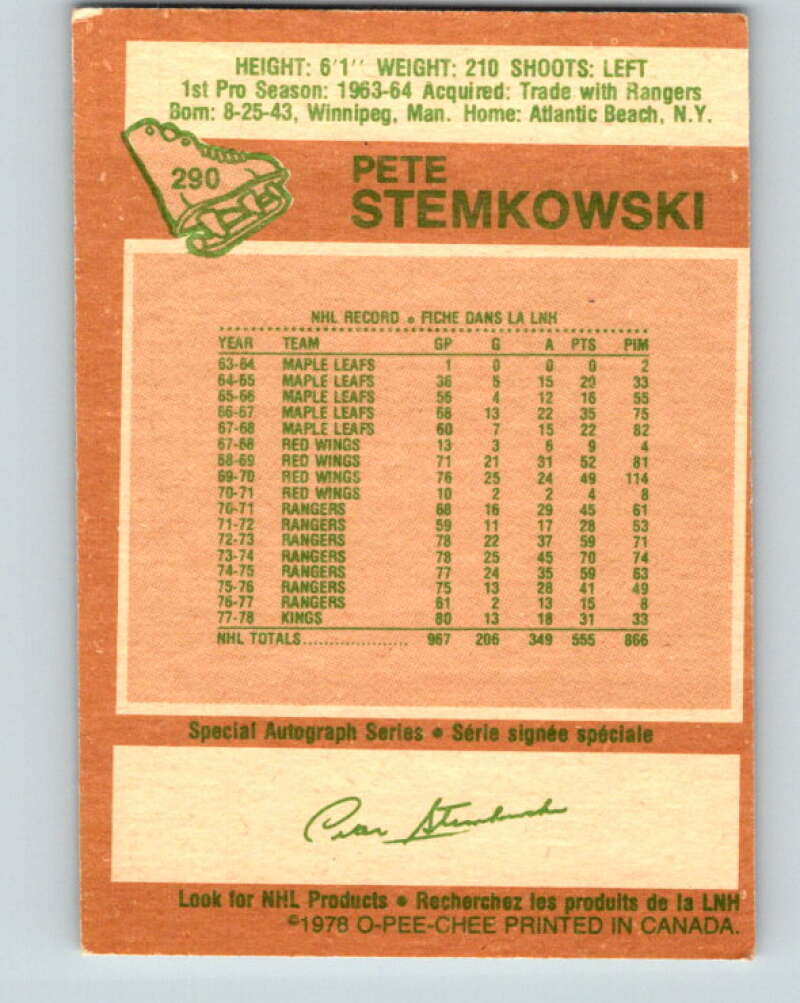 HEIGHT: 6'1'' WEIGHT: 210 SHOOTS: LEFT
1st Pro Season: 1963-64 Acquired: Trade with Rangers
Born: 8-25-43, Winnipeg, Man. Home: Atlantic Beach, N.Y.
290
PETE
STEMKOWSKI
NHL RECORD • FICHE DANS LA LNH
YEAR TEAM GP G A PTS PIM
63-64 MAPLE LEAFS 1 0 0 0 2
64-65 MAPLE LEAFS 36 5 15 20 33
65-66 MAPLE LEAFS 56 4 12 16 55
66-67 MAPLE LEAFS 68 13 22 35 75
67-68 MAPLE LEAFS 60 7 15 22 82
67-68 RED WINGS 13 3 6 9 4
68-69 RED WINGS 71 21 31 52 81
69-70 RED WINGS 76 25 24 49 114
70-71 RED WINGS 10 2 2 4 8
70-71 RANGERS 68 16 29 45 61
71-72 RANGERS 59 11 17 28 53
72-73 RANGERS 78 22 37 59 71
73-74 RANGERS 78 25 45 70 74
74-75 RANGERS 77 24 35 59 63
75-76 RANGERS 75 13 28 41 49
76-77 RANGERS 61 2 13 15 8
77-78 KINGS 80 13 18 31 33
NHL TOTALS.................... 967 206 349 555 866
Special Autograph Series • Série signée spéciale
Pete Stemkowski
Look for NHL Products • Recherchez les produits de la LNH
©1978 O-PEE-CHEE PRINTED IN CANADA.